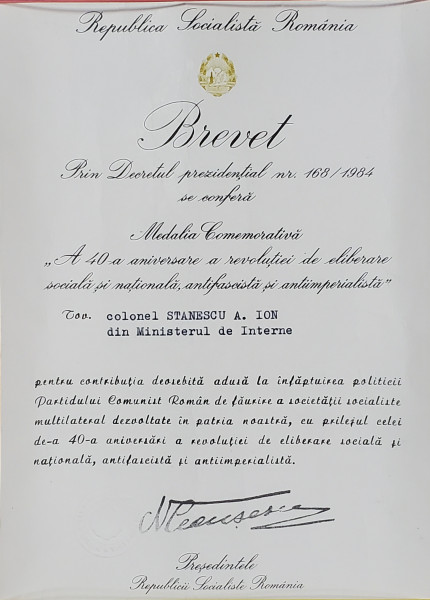 Republica Socialistă România
Brevet
Prin Decretul prezidențial nr. 168/1984
se conferă
Medalia Comemorativă
„A 40-a aniversare a revoluției de eliberare
socială și națională, antifascistă și antiimperialistă”
Tov. colonel STANESCU A. ION
din Ministerul de Interne
pentru contribuția deosebită adusă la înfăptuirea politicii
Partidului Comunist Român de făurire a societății socialiste
multilateral dezvoltate în patria noastră, cu prilejul celei
de-a 40-a aniversări a revoluției de eliberare socială și
națională, antifascistă și antiimperialistă.
NCeaușescu
Președintele
Republicii Socialiste România